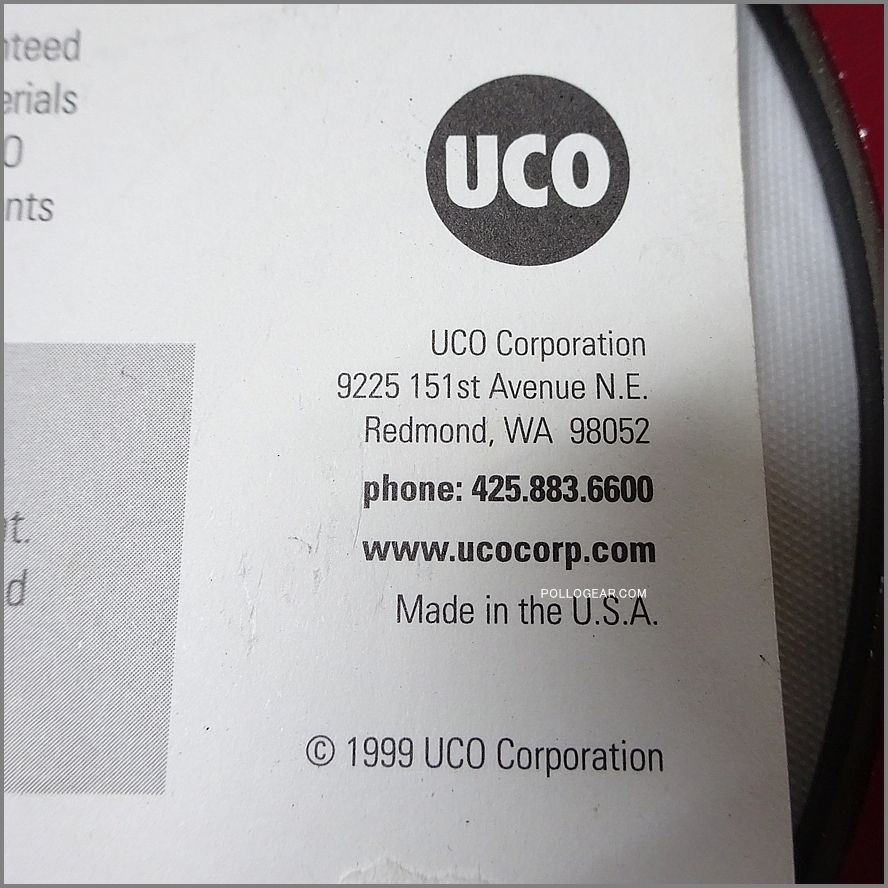 UCO
UCO Corporation
9225 151st Avenue N.E.
Redmond, WA 98052
phone: 425.883.6600
www.ucocorp.com
POLLOGEAR.COM
Made in the U.S.A.
© 1999 UCO Corporation